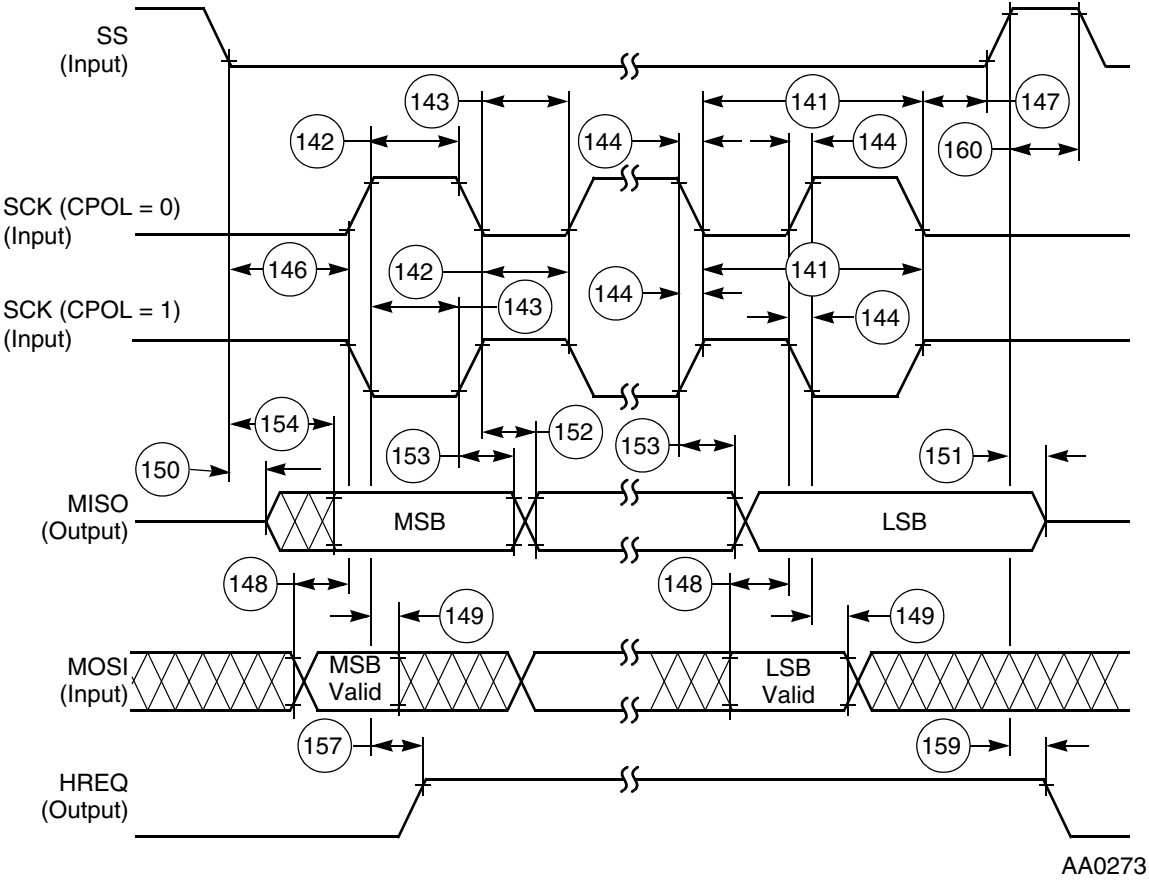 SS
(Input)
143
141
147
142
144
144
160
SCK (CPOL = 0)
(Input)
146
142
141
144
143
SCK (CPOL = 1)
(Input)
144
154
152
153
153
150
151
MISO
(Output)
MSB
LSB
148
148
149
149
MOSI
(Input)
MSB
Valid
LSB
Valid
157
159
HREQ
(Output)
AA0273